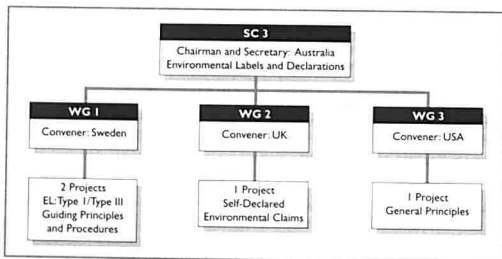 SC 3
Chairman and Secretary: Australia
Environmental Labels and Declarations
WG 1
Convener: Sweden
WG 2
Convener: UK
WG 3
Convener: USA
2 Projects
EL: Type 1/Type III
Guiding Principles
and Procedures
1 Project
Self-Declared
Environmental Claims
1 Project
General Principles